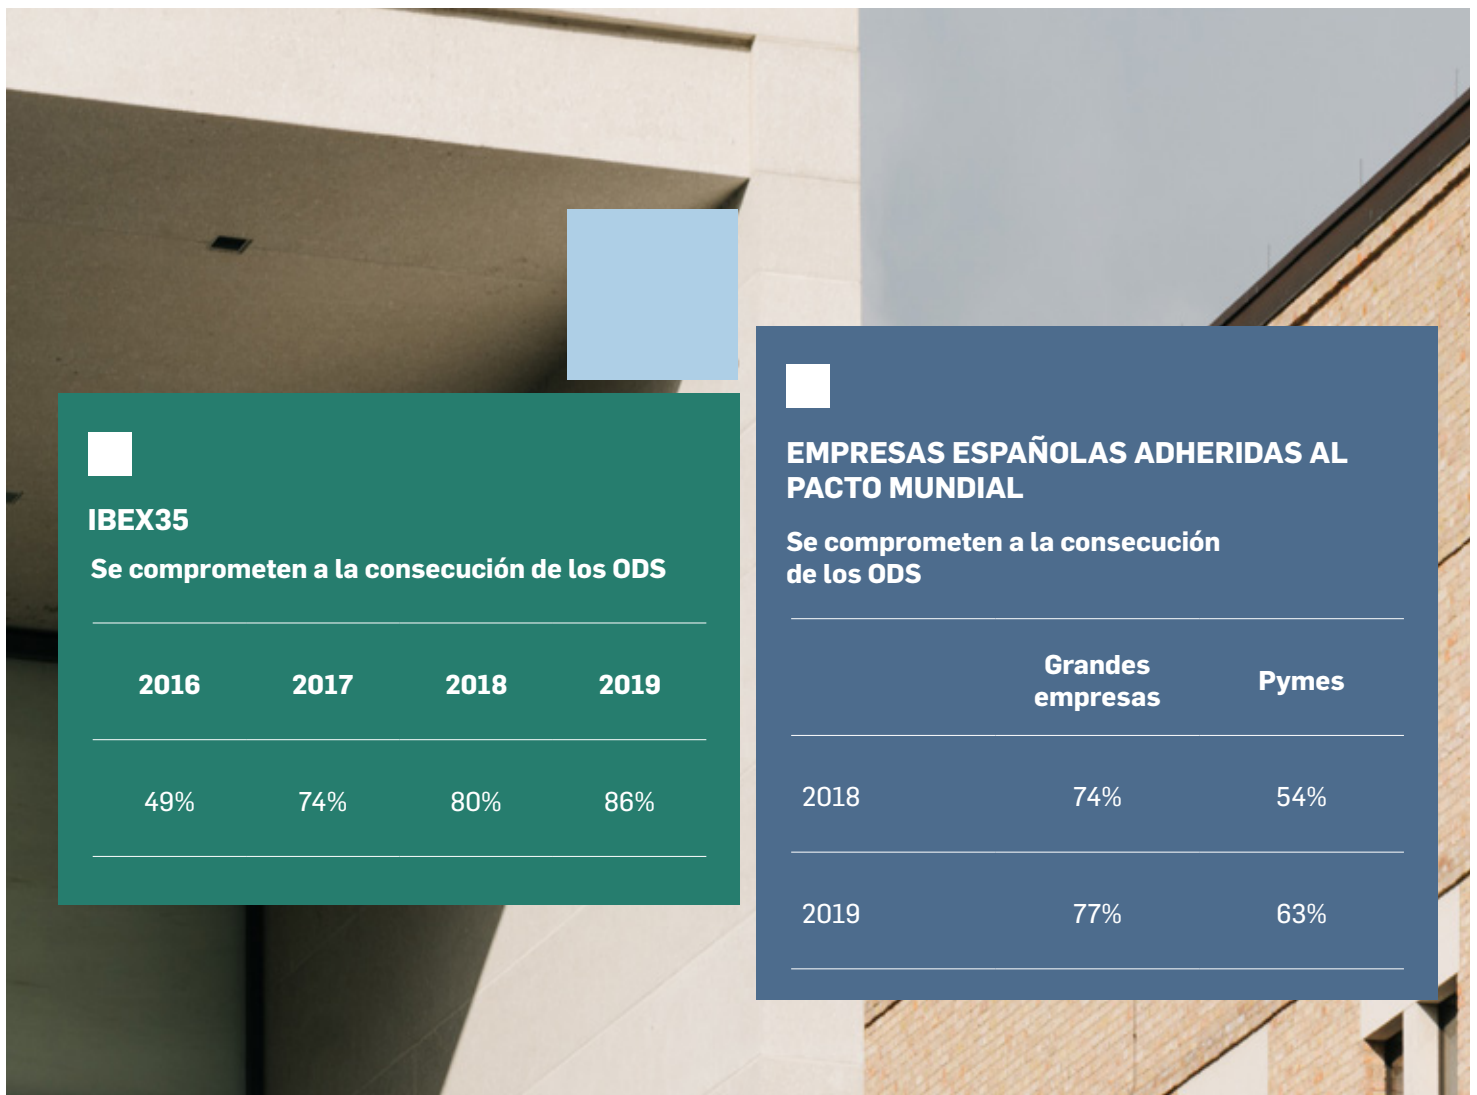 IBEX35
Se comprometen a la consecución de los ODS
2016 2017 2018 2019
49% 74% 80% 86%
EMPRESAS ESPAÑOLAS ADHERIDAS AL
PACTO MUNDIAL
Se comprometen a la consecución
de los ODS
Grandes
empresas
Pymes
2018 74% 54%
2019 77% 63%